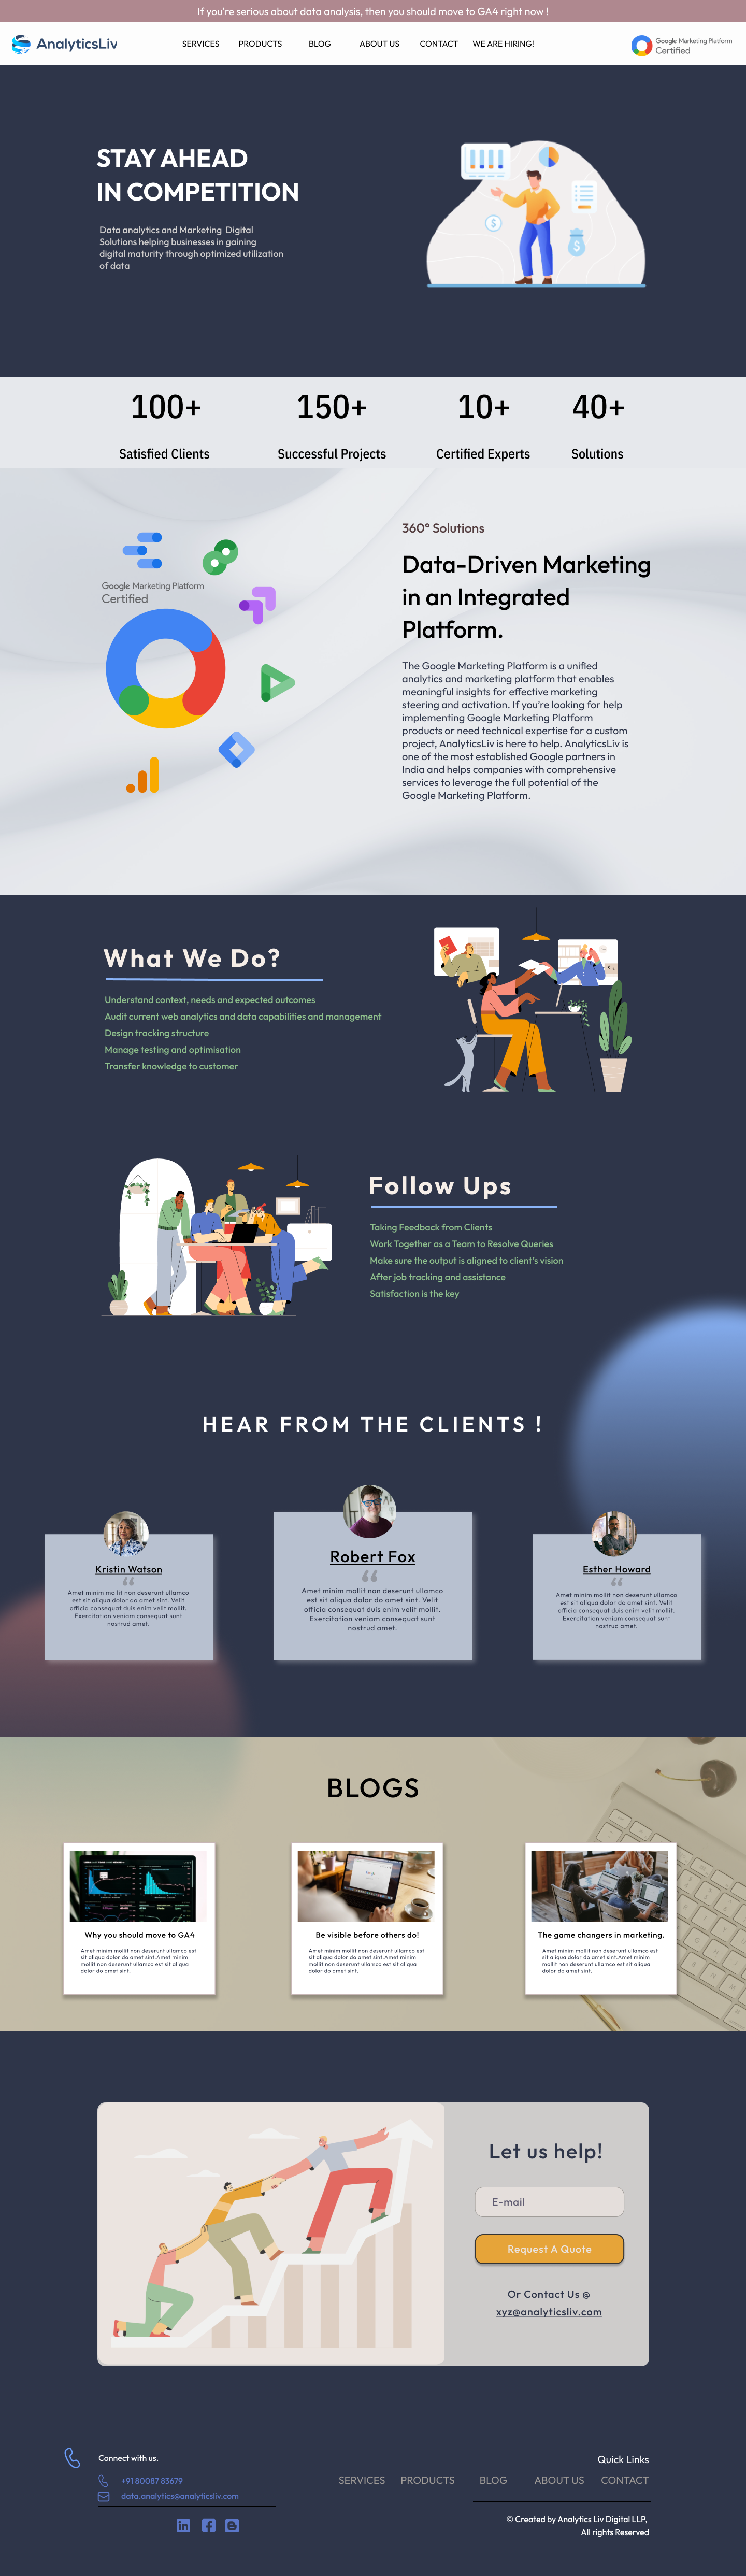 If you're serious about data analysis, then you should move to GA4 right now !
AnalyticsLiv
SERVICES PRODUCTS BLOG ABOUT US CONTACT WE ARE HIRING!
Google Marketing Platform
Certified
STAY AHEAD
IN COMPETITION
Data analytics and Marketing Digital
Solutions helping businesses in gaining
digital maturity through optimized utilization
of data
100+ 150+ 10+ 40+
Satisfied Clients Successful Projects Certified Experts Solutions
Google Marketing Platform
Certified
360° Solutions
Data-Driven Marketing
in an Integrated
Platform.
The Google Marketing Platform is a unified
analytics and marketing platform that enables
meaningful insights for effective marketing
steering and activation. If you're looking for help
implementing Google Marketing Platform
products or need technical expertise for a custom
project, AnalyticsLiv is here to help. AnalyticsLiv is
one of the most established Google partners in
India and helps companies with comprehensive
services to leverage the full potential of the
Google Marketing Platform.
What We Do?
Understand context, needs and expected outcomes
Audit current web analytics and data capabilities and management
Design tracking structure
Manage testing and optimisation
Transfer knowledge to customer
Follow Ups
Taking Feedback from Clients
Work Together as a Team to Resolve Queries
Make sure the output is aligned to client's vision
After job tracking and assistance
Satisfaction is the key
HEAR FROM THE CLIENTS !
Kristin Watson
“
Amet minim mollit non deserunt ullamco
est sit aliqua dolor do amet sint. Velit
officia consequat duis enim velit mollit.
Exercitation veniam consequat sunt
nostrud amet.
Robert Fox
“
Amet minim mollit non deserunt ullamco
est sit aliqua dolor do amet sint. Velit
officia consequat duis enim velit mollit.
Exercitation veniam consequat sunt
nostrud amet.
Esther Howard
“
Amet minim mollit non deserunt ullamco
est sit aliqua dolor do amet sint. Velit
officia consequat duis enim velit mollit.
Exercitation veniam consequat sunt
nostrud amet.
BLOGS
Why you should move to GA4
Amet minim mollit non deserunt ullamco est
sit aliqua dolor do amet sint.Amet minim
mollit non deserunt ullamco est sit aliqua
dolor do amet sint.
Google
Be visible before others do!
Amet minim mollit non deserunt ullamco est
sit aliqua dolor do amet sint.Amet minim
mollit non deserunt ullamco est sit aliqua
dolor do amet sint.
The game changers in marketing.
Amet minim mollit non deserunt ullamco est
sit aliqua dolor do amet sint.Amet minim
mollit non deserunt ullamco est sit aliqua
dolor do amet sint.
Let us help!
E-mail
Request A Quote
Or Contact Us @
xyz@analyticsliv.com
Connect with us.
+91 80087 83679
data.analytics@analyticsliv.com
Quick Links
SERVICES PRODUCTS BLOG ABOUT US CONTACT
© Created by Analytics Liv Digital LLP,
All rights Reserved